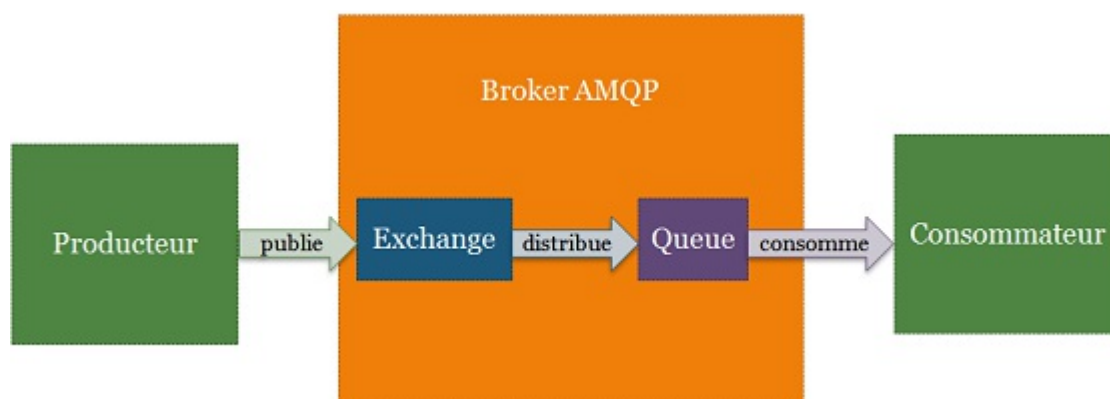 Broker AMQP
Producteur
publie
Exchange
distribue
Queue
consomme
Consommateur